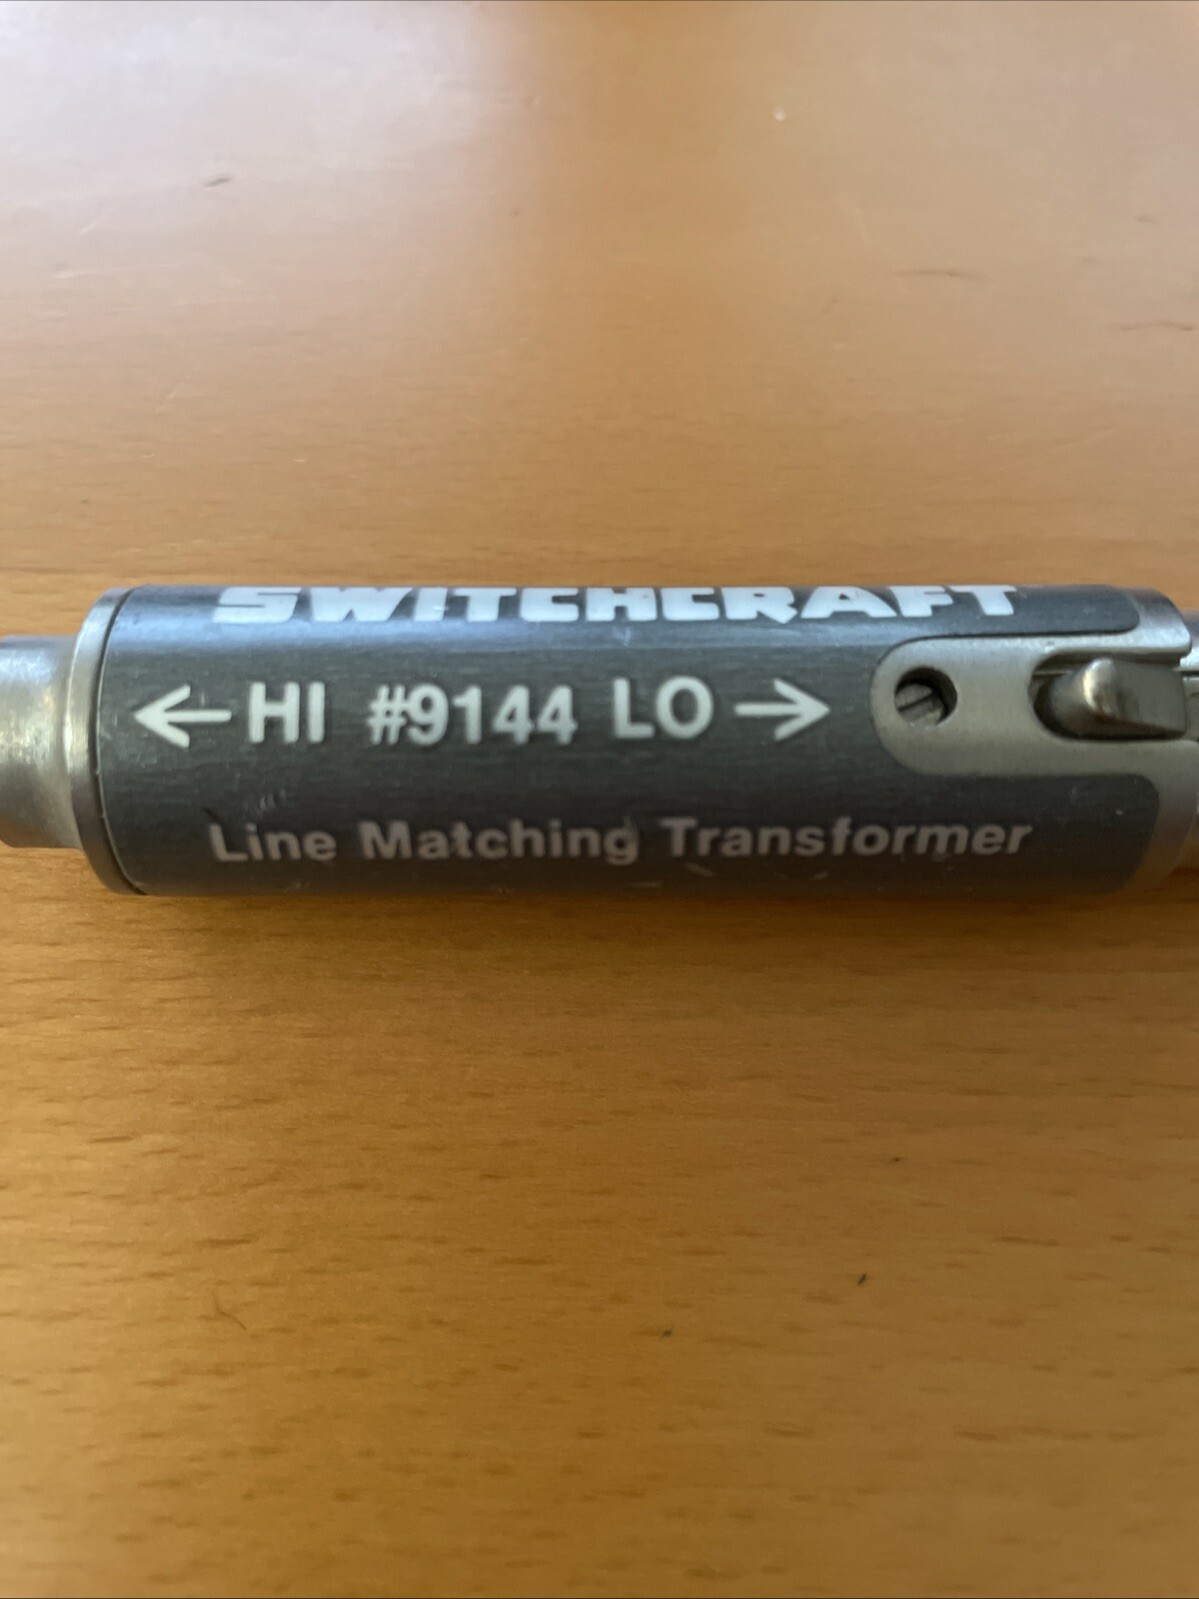 SWITCHCRAFT
← HI #9144 LO →
Line Matching Transformer